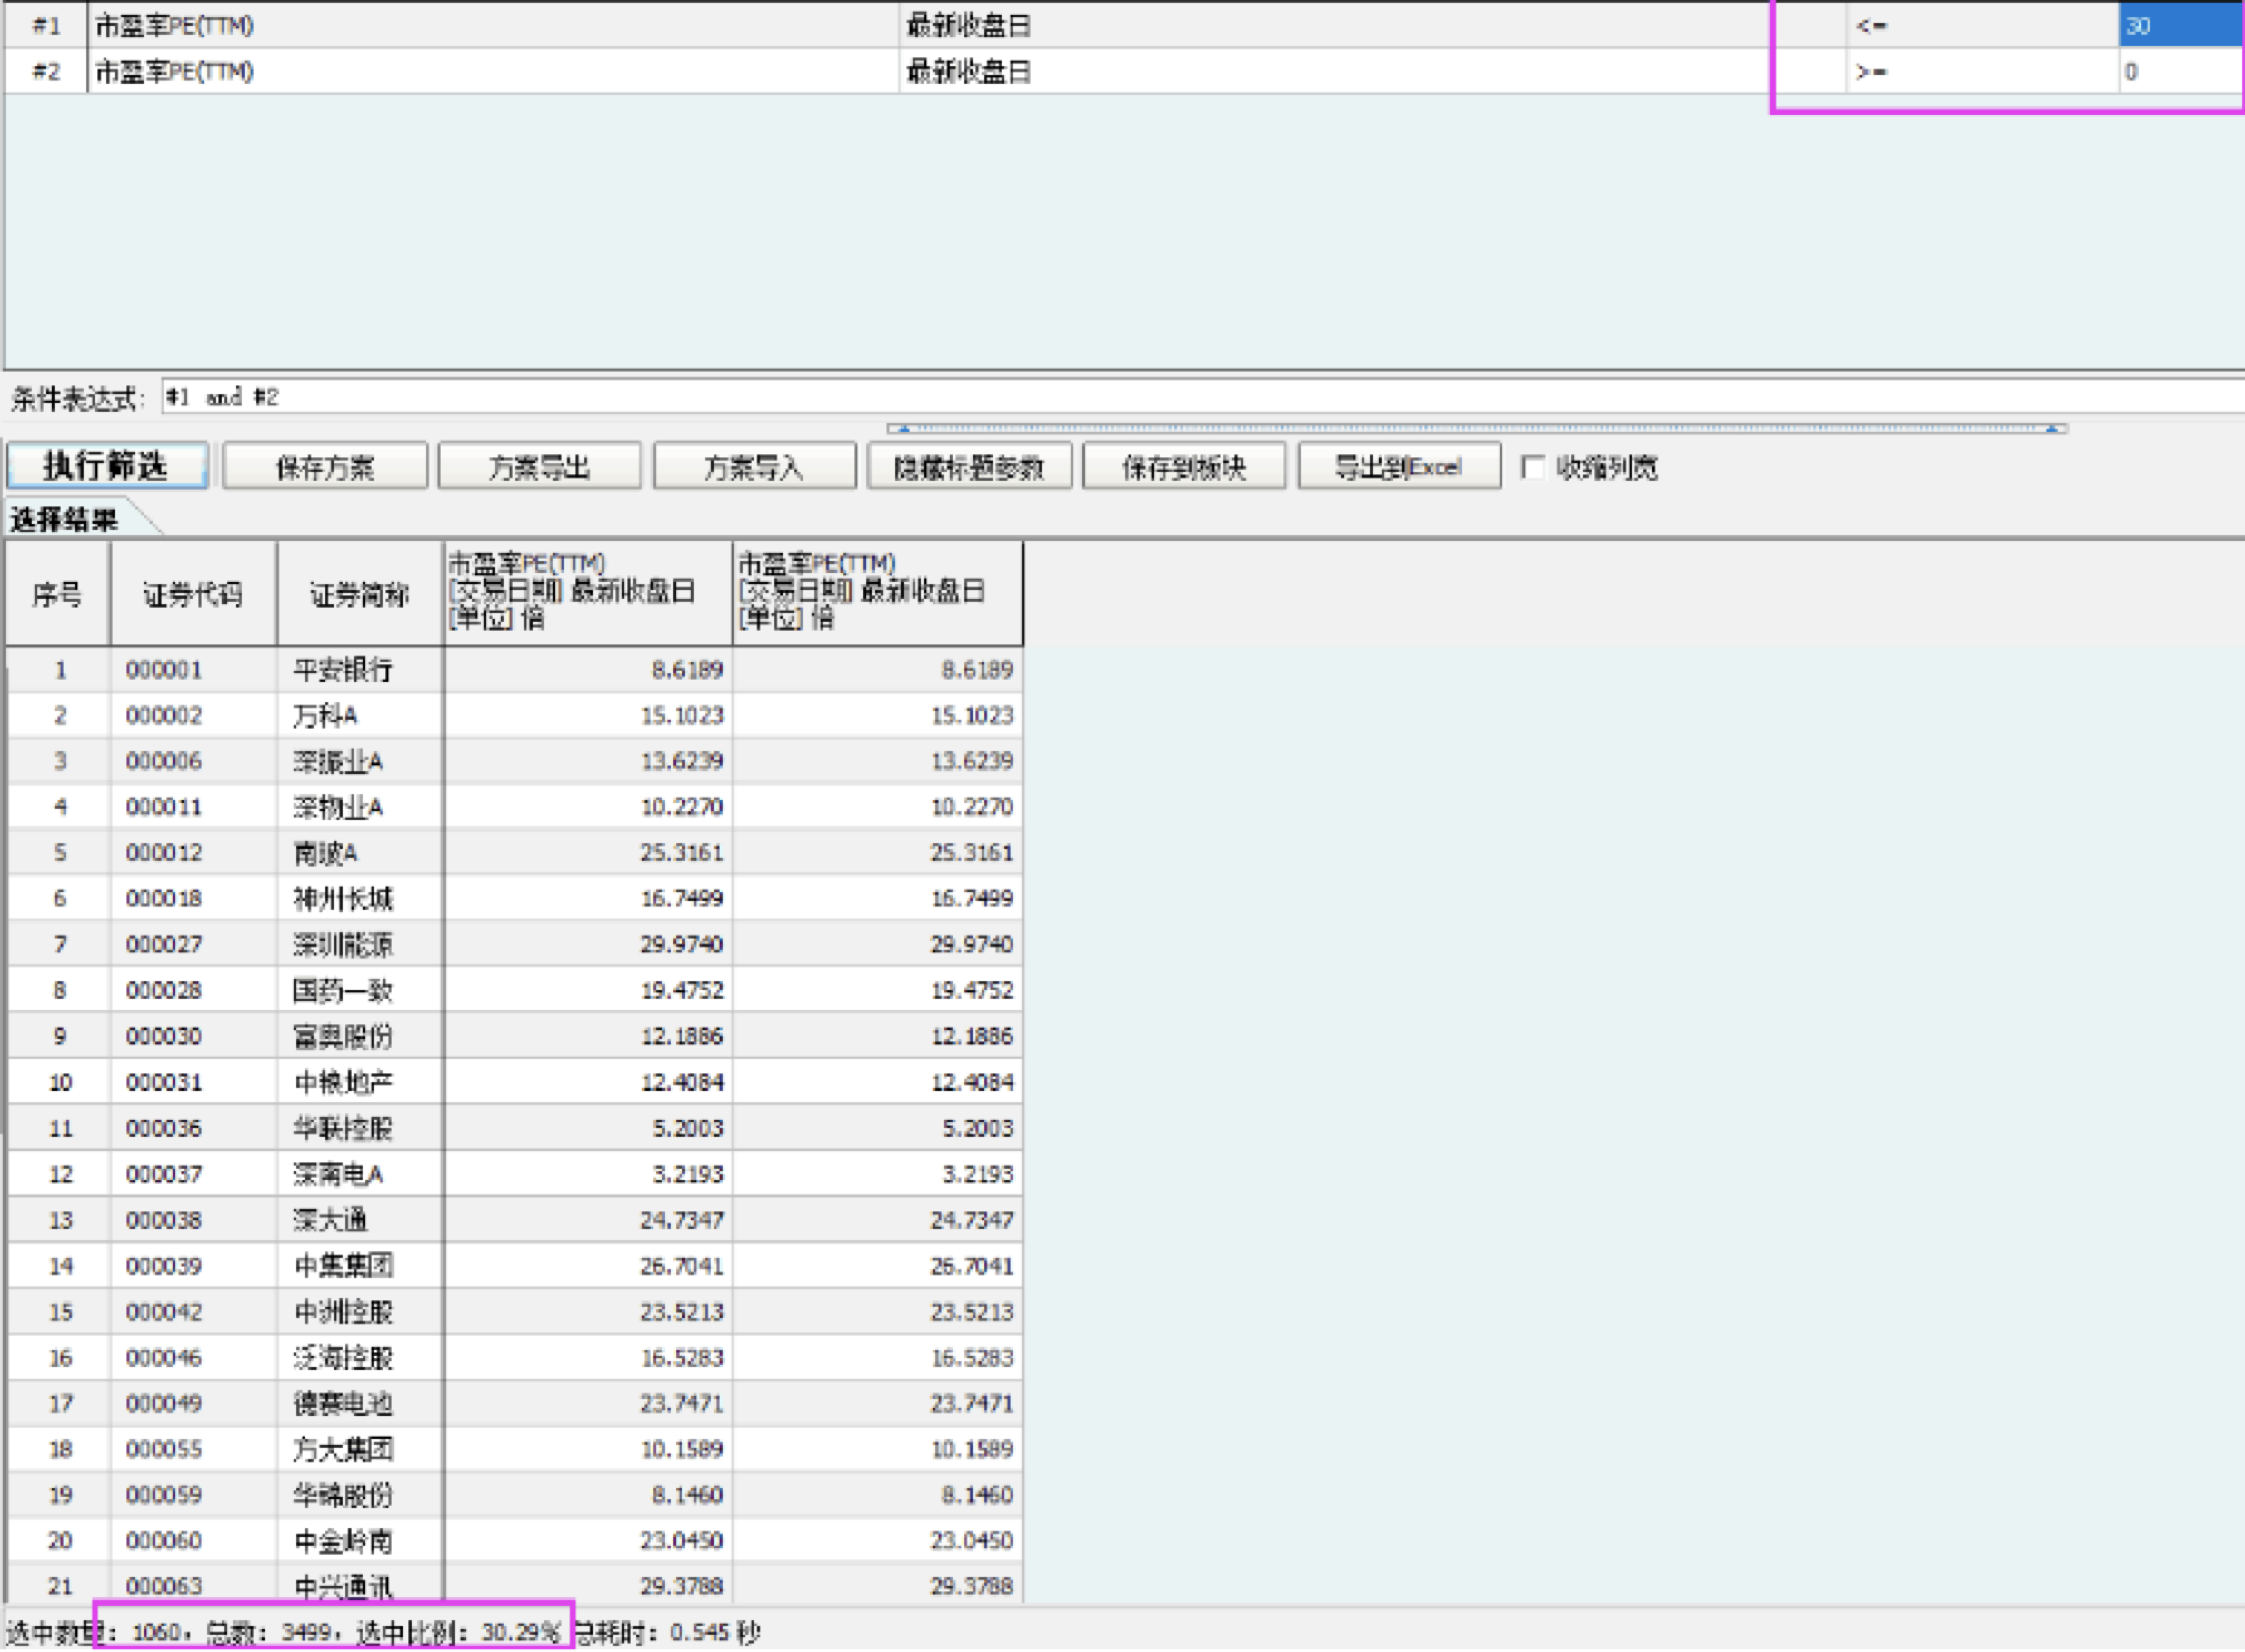 #1 市盈率PE(TTM) 最新收盘日 <= 30
#2 市盈率PE(TTM) 最新收盘日 >= 0
条件表达式: #1 and #2
执行筛选 保存方案 方案导出 方案导入 隐藏标题参数 保存到板块 导出到Excel 收缩列宽
选择结果
序号 证券代码 证券简称 市盈率PE(TTM) [交易日期] 最新收盘日 [单位] 倍 市盈率PE(TTM) [交易日期] 最新收盘日 [单位] 倍
1 000001 平安银行 8.6189 8.6189
2 000002 万科A 15.1023 15.1023
3 000006 深振业A 13.6239 13.6239
4 000011 深物业A 10.2270 10.2270
5 000012 南玻A 25.3161 25.3161
6 000018 神州长城 16.7499 16.7499
7 000027 深圳能源 29.9740 29.9740
8 000028 国药一致 19.4752 19.4752
9 000030 富奥股份 12.1886 12.1886
10 000031 中粮地产 12.4084 12.4084
11 000036 华联控股 5.2003 5.2003
12 000037 深南电A 3.2193 3.2193
13 000038 深大通 24.7347 24.7347
14 000039 中集集团 26.7041 26.7041
15 000042 中洲控股 23.5213 23.5213
16 000046 泛海控股 16.5283 16.5283
17 000049 德赛电池 23.7471 23.7471
18 000055 方大集团 10.1589 10.1589
19 000059 华锦股份 8.1460 8.1460
20 000060 中金岭南 23.0450 23.0450
21 000063 中兴通讯 29.3788 29.3788
选中数量: 1060, 总数: 3499, 选中比例: 30.29% 总耗时: 0.545 秒